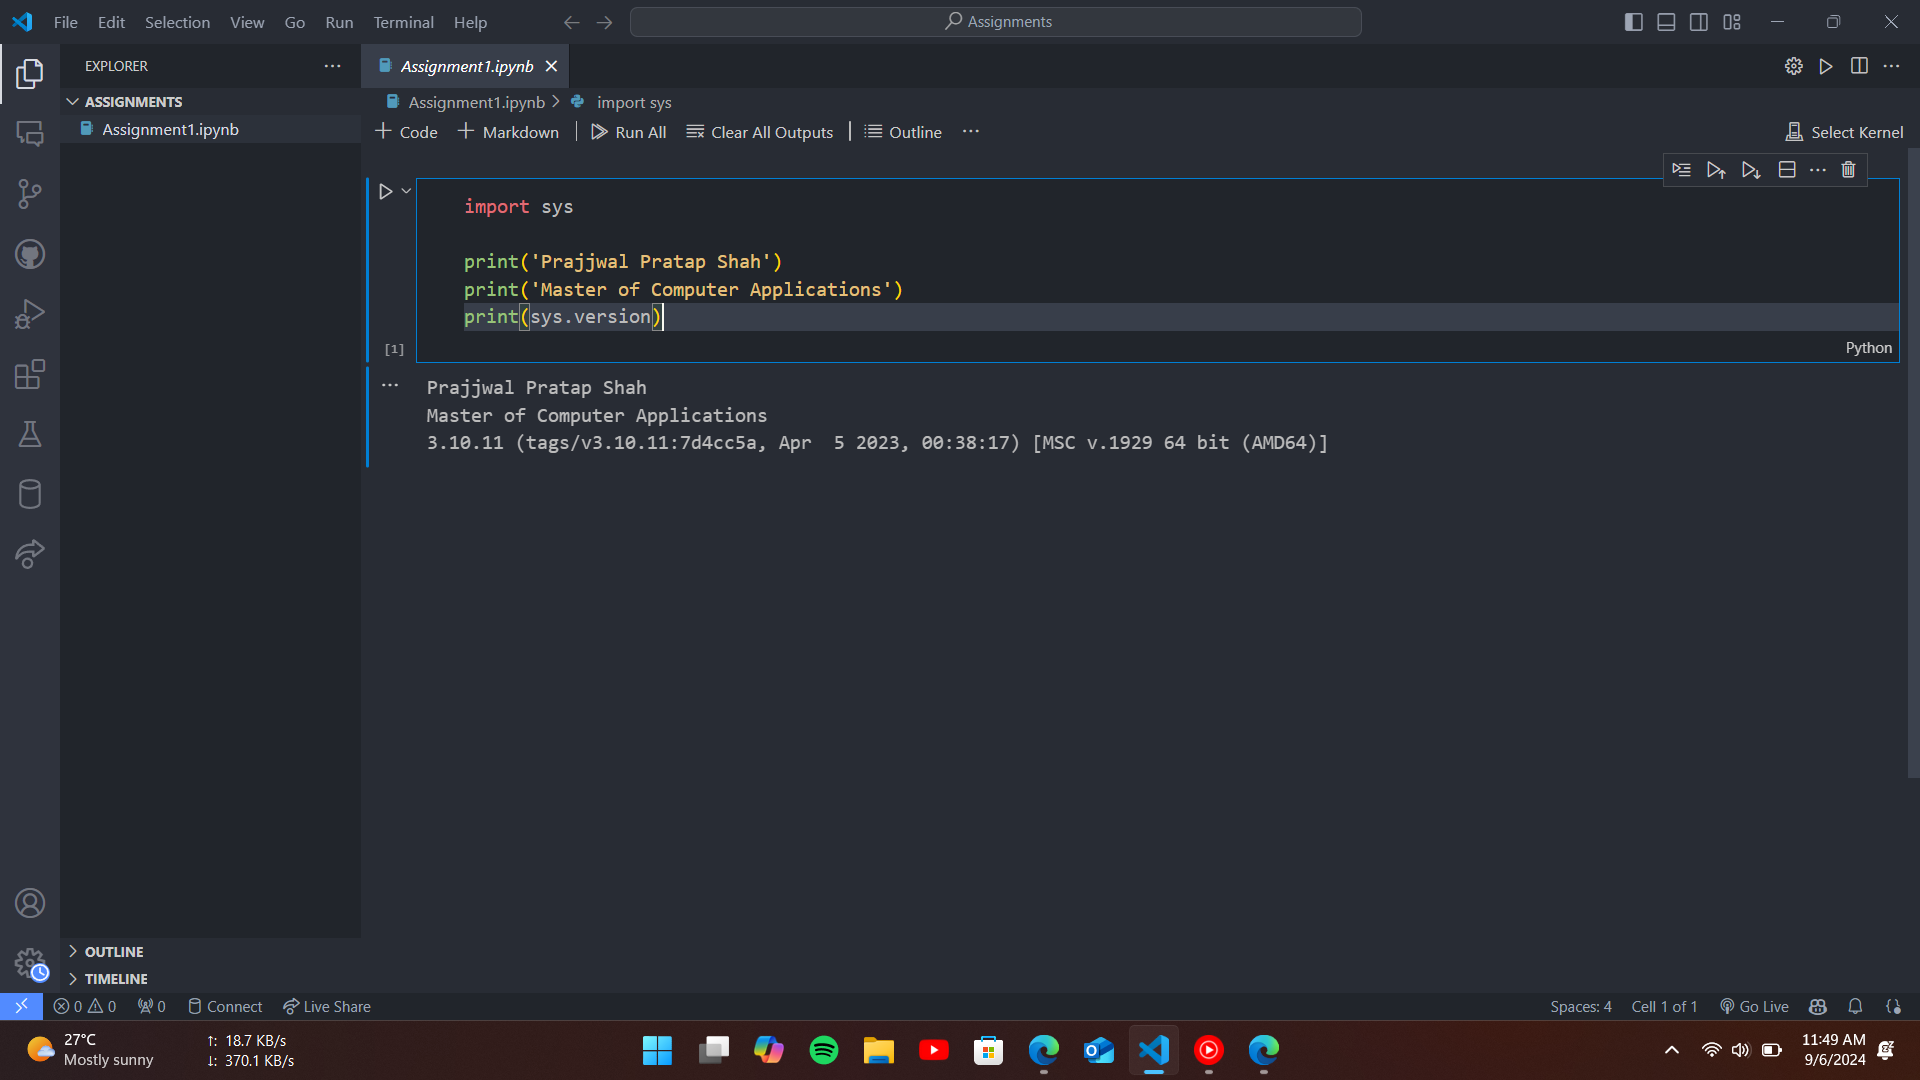 File Edit Selection View Go Run Terminal Help
Assignments
EXPLORER
Assignment1.ipynb
ASSIGNMENTS
Assignment1.ipynb
Assignment1.ipynb > import sys
+ Code + Markdown | Run All Clear All Outputs | Outline ...
Select Kernel
import sys
print('Prajjwal Pratap Shah')
print('Master of Computer Applications')
print(sys.version)
[1]
Python
Prajjwal Pratap Shah
Master of Computer Applications
3.10.11 (tags/v3.10.11:7d4cc5a, Apr  5 2023, 00:38:17) [MSC v.1929 64 bit (AMD64)]
OUTLINE
TIMELINE
0 0 0 Connect Live Share
Spaces: 4 Cell 1 of 1 Go Live
27°C
Mostly sunny
↑: 18.7 KB/s
↓: 370.1 KB/s
11:49 AM
9/6/2024